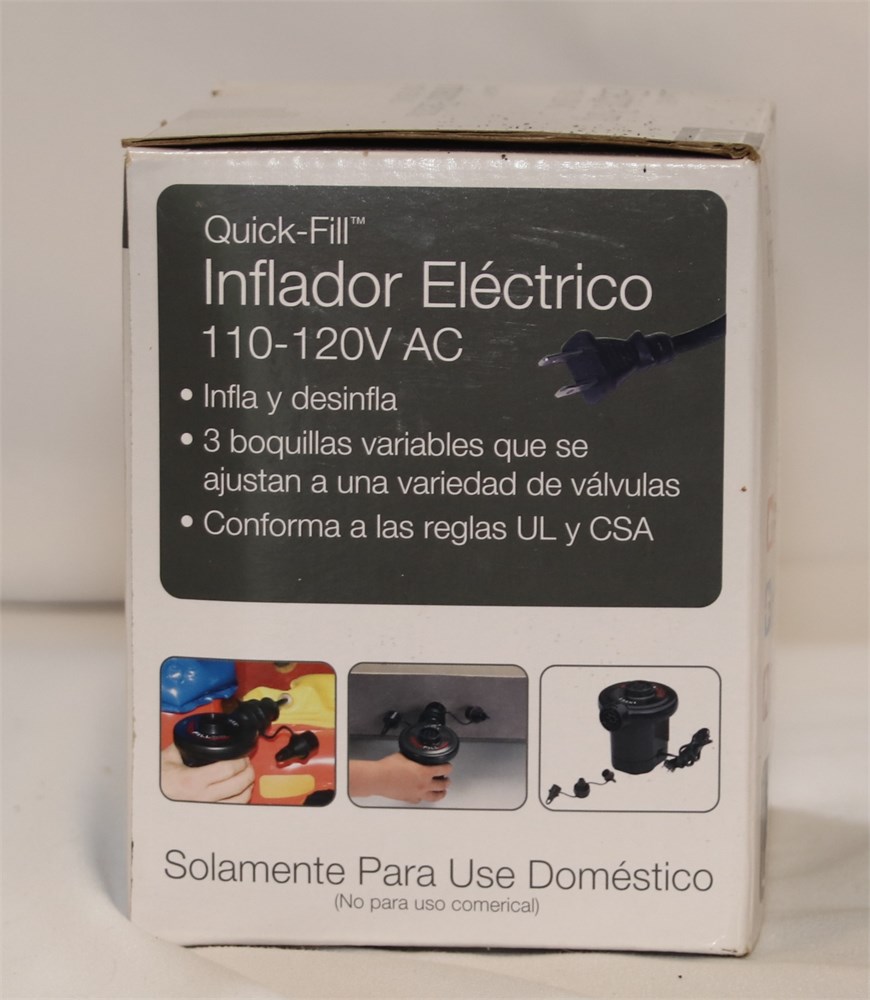 Quick-Fill™
Inflador Eléctrico
110-120V AC
• Infla y desinfla
• 3 boquillas variables que se
ajustan a una variedad de válvulas
• Conforma a las reglas UL y CSA
Solamente Para Use Doméstico
(No para uso comerical)